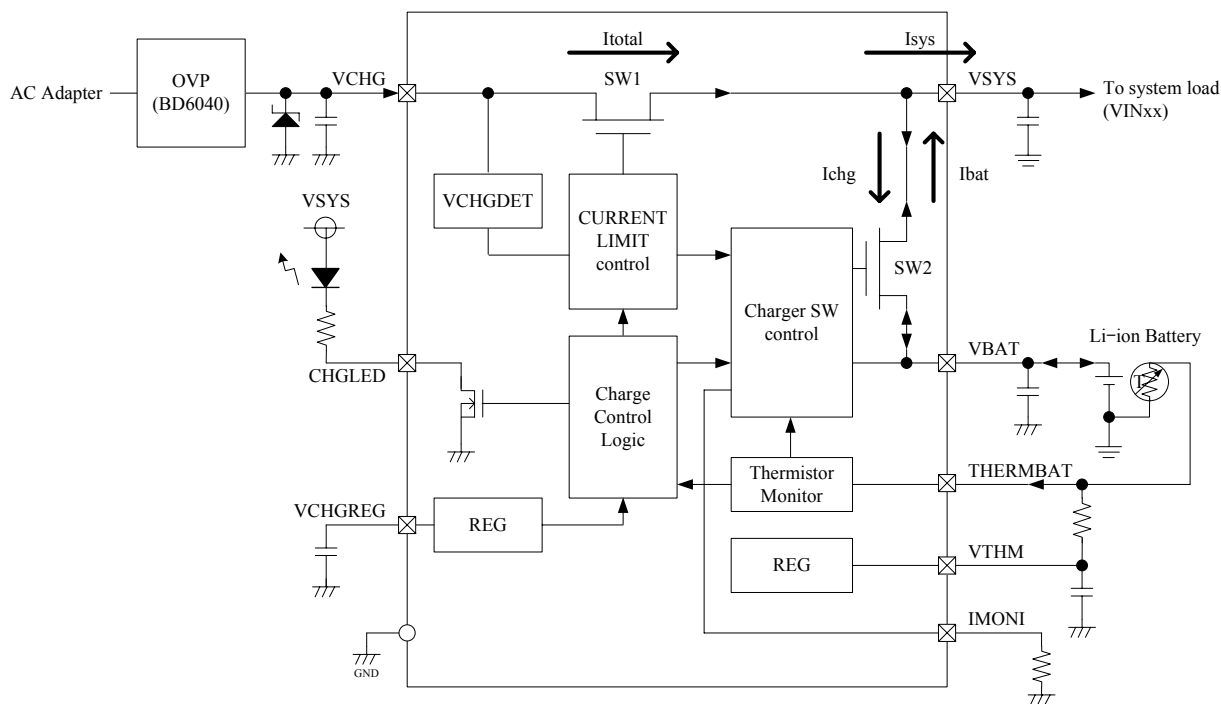 Itotal
Isys
OVP
(BD6040)
VCHG
SW1
VSYS
AC Adapter
To system load
(VINxx)
Ichg
Ibat
VCHGDET
VSYS
CURRENT
LIMIT
control
SW2
Charger SW
control
Li-ion Battery
CHGLED
VBAT
T
Charge
Control
Logic
Thermistor
Monitor
THERMBAT
VCHGREG
REG
REG
VTHM
IMONI
GND